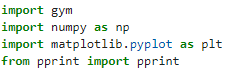 import gym
import numpy as np
import matplotlib.pyplot as plt
from pprint import pprint